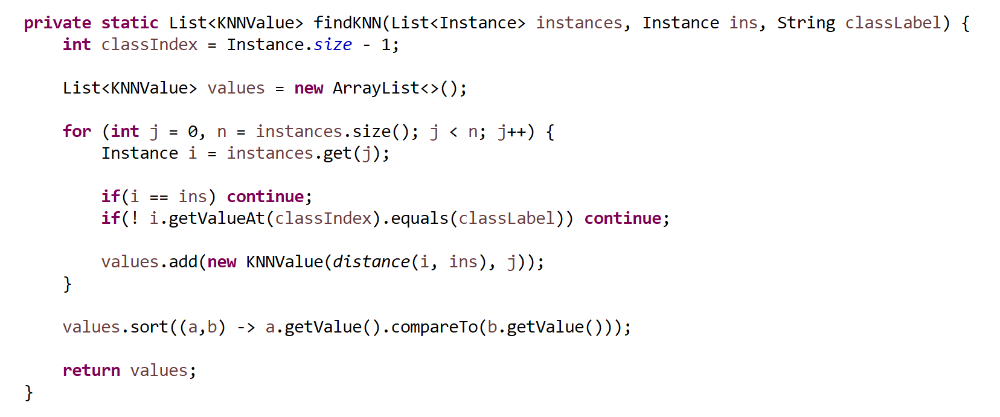 private static List<KNNValue> findKNN(List<Instance> instances, Instance ins, String classLabel) {
    int classIndex = Instance.size - 1;

    List<KNNValue> values = new ArrayList<>();

    for (int j = 0, n = instances.size(); j < n; j++) {
        Instance i = instances.get(j);

        if(i == ins) continue;
        if(! i.getValueAt(classIndex).equals(classLabel)) continue;

        values.add(new KNNValue(distance(i, ins), j));
    }

    values.sort((a,b) -> a.getValue().compareTo(b.getValue()));

    return values;
}